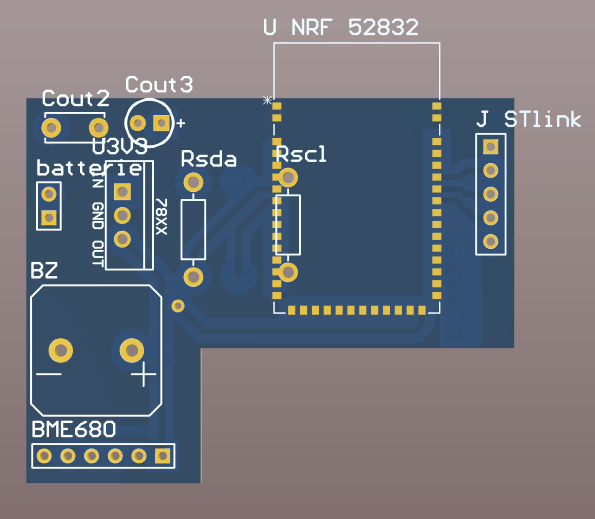 U NRF 52832
Cout3
Cout2
J STlink
U3V3
batterie
Rsda
Rscl
IN
GND
OUT
78XX
BZ
BME680